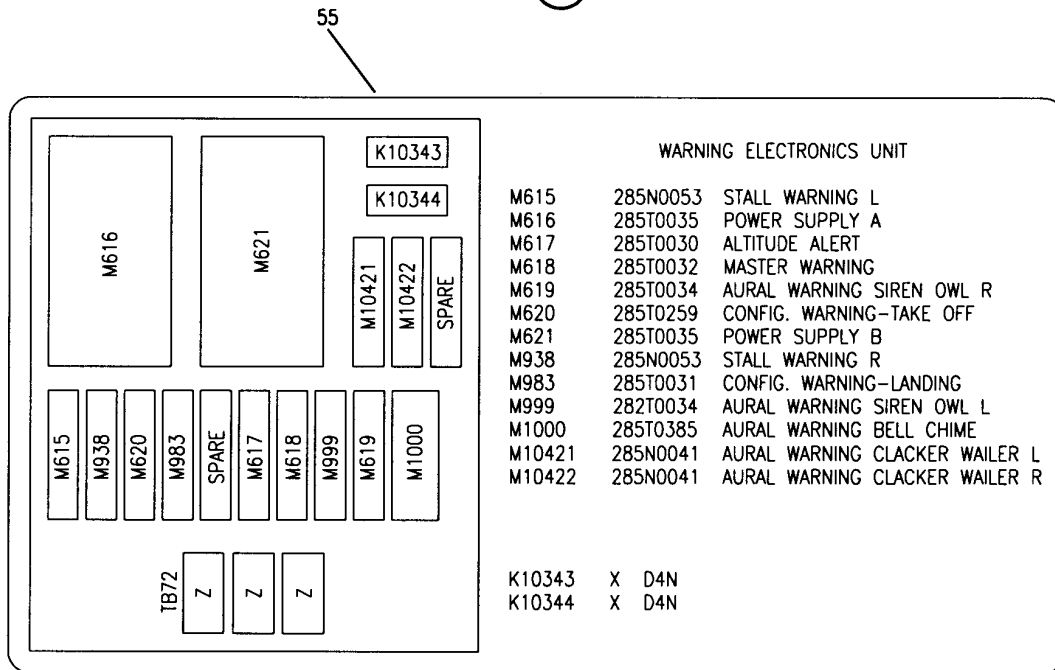 55
K10343
K10344
M616
M621
M10421
M10422
SPARE
M615
M938
M620
M983
SPARE
M617
M618
M999
M619
M1000
TB72
Z
Z
Z
WARNING ELECTRONICS UNIT
M615 285N0053 STALL WARNING L
M616 285T0035 POWER SUPPLY A
M617 285T0030 ALTITUDE ALERT
M618 285T0032 MASTER WARNING
M619 285T0034 AURAL WARNING SIREN OWL R
M620 285T0259 CONFIG. WARNING-TAKE OFF
M621 285T0035 POWER SUPPLY B
M938 285N0053 STALL WARNING R
M983 285T0031 CONFIG. WARNING-LANDING
M999 282T0034 AURAL WARNING SIREN OWL L
M1000 285T0385 AURAL WARNING BELL CHIME
M10421 285N0041 AURAL WARNING CLACKER WAILER L
M10422 285N0041 AURAL WARNING CLACKER WAILER R
K10343 X D4N
K10344 X D4N